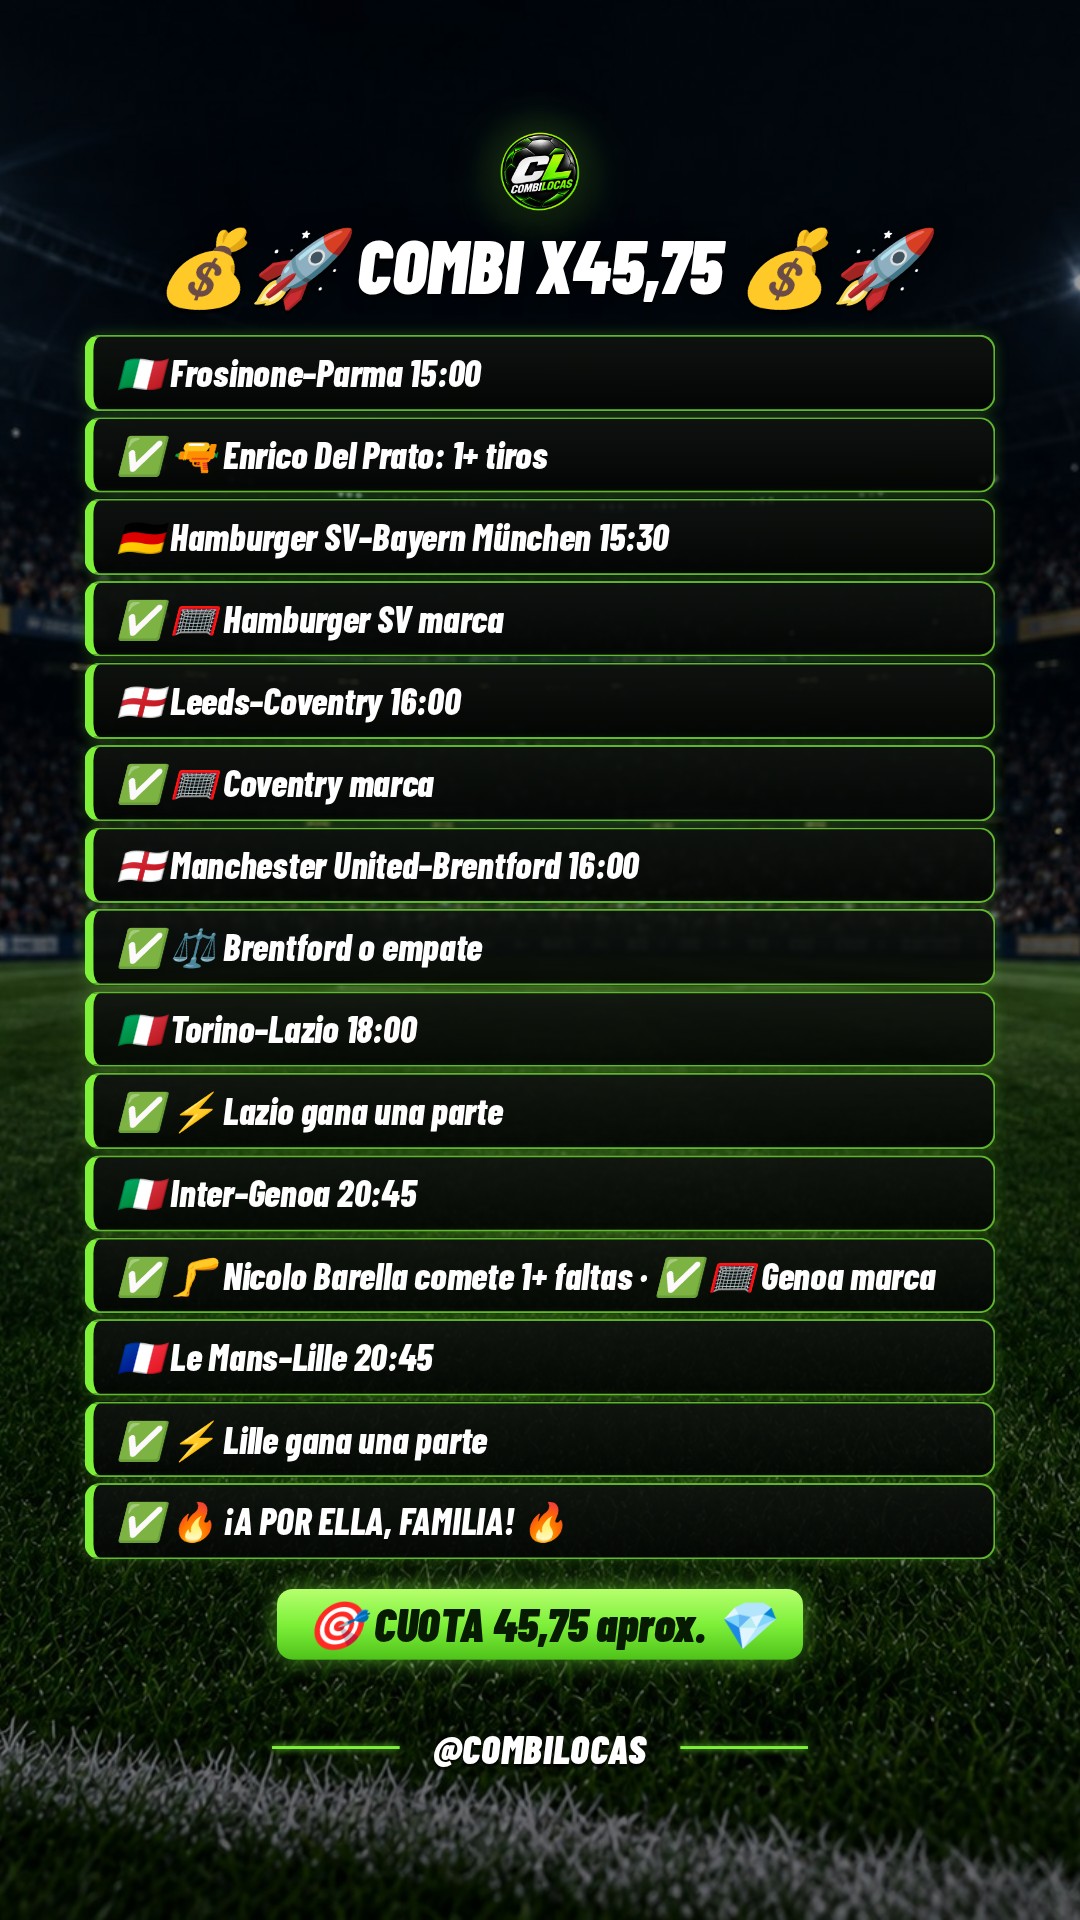 CL
COMBILOCAS
💰🚀 COMBI X45,75 💰🚀
🇮🇹 Frosinone-Parma 15:00
✅ 🔫 Enrico Del Prato: 1+ tiros
🇩🇪 Hamburger SV-Bayern München 15:30
✅ 🥅 Hamburger SV marca
🏴󠁧󠁢󠁥󠁮󠁧󠁿 Leeds-Coventry 16:00
✅ 🥅 Coventry marca
🏴󠁧󠁢󠁥󠁮󠁧󠁿 Manchester United-Brentford 16:00
✅ ⚖️ Brentford o empate
🇮🇹 Torino-Lazio 18:00
✅ ⚡ Lazio gana una parte
🇮🇹 Inter-Genoa 20:45
✅ 🦵 Nicolo Barella comete 1+ faltas · ✅ 🥅 Genoa marca
🇫🇷 Le Mans-Lille 20:45
✅ ⚡ Lille gana una parte
✅ 🔥 ¡A POR ELLA, FAMILIA! 🔥
🎯 CUOTA 45,75 aprox. 💎
@COMBILOCAS